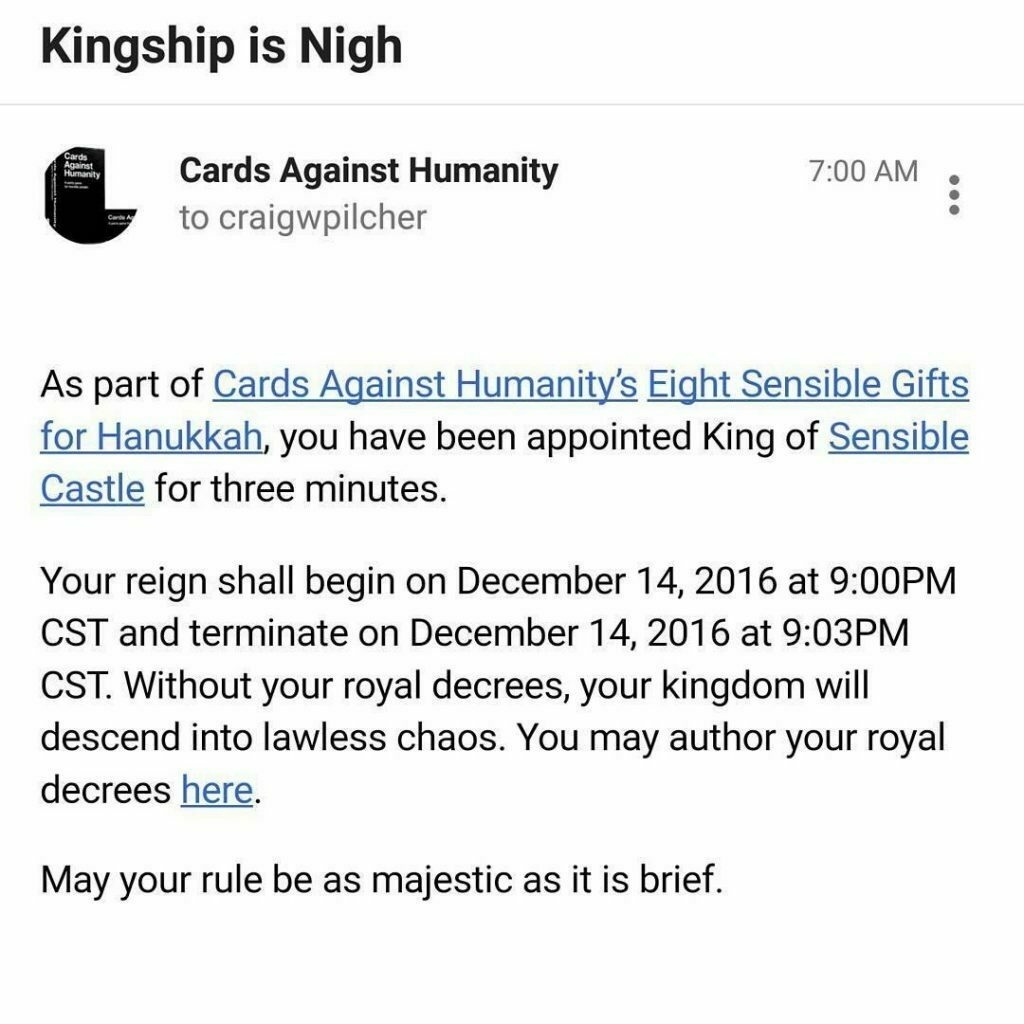 Kingship is Nigh
Cards Against Humanity
7:00 AM
to craigwpilcher
Cards
Against
Humanity
As part of Cards Against Humanity's Eight Sensible Gifts
for Hanukkah, you have been appointed King of Sensible
Castle for three minutes.
Your reign shall begin on December 14, 2016 at 9:00PM
CST and terminate on December 14, 2016 at 9:03PM
CST. Without your royal decrees, your kingdom will
descend into lawless chaos. You may author your royal
decrees here.
May your rule be as majestic as it is brief.